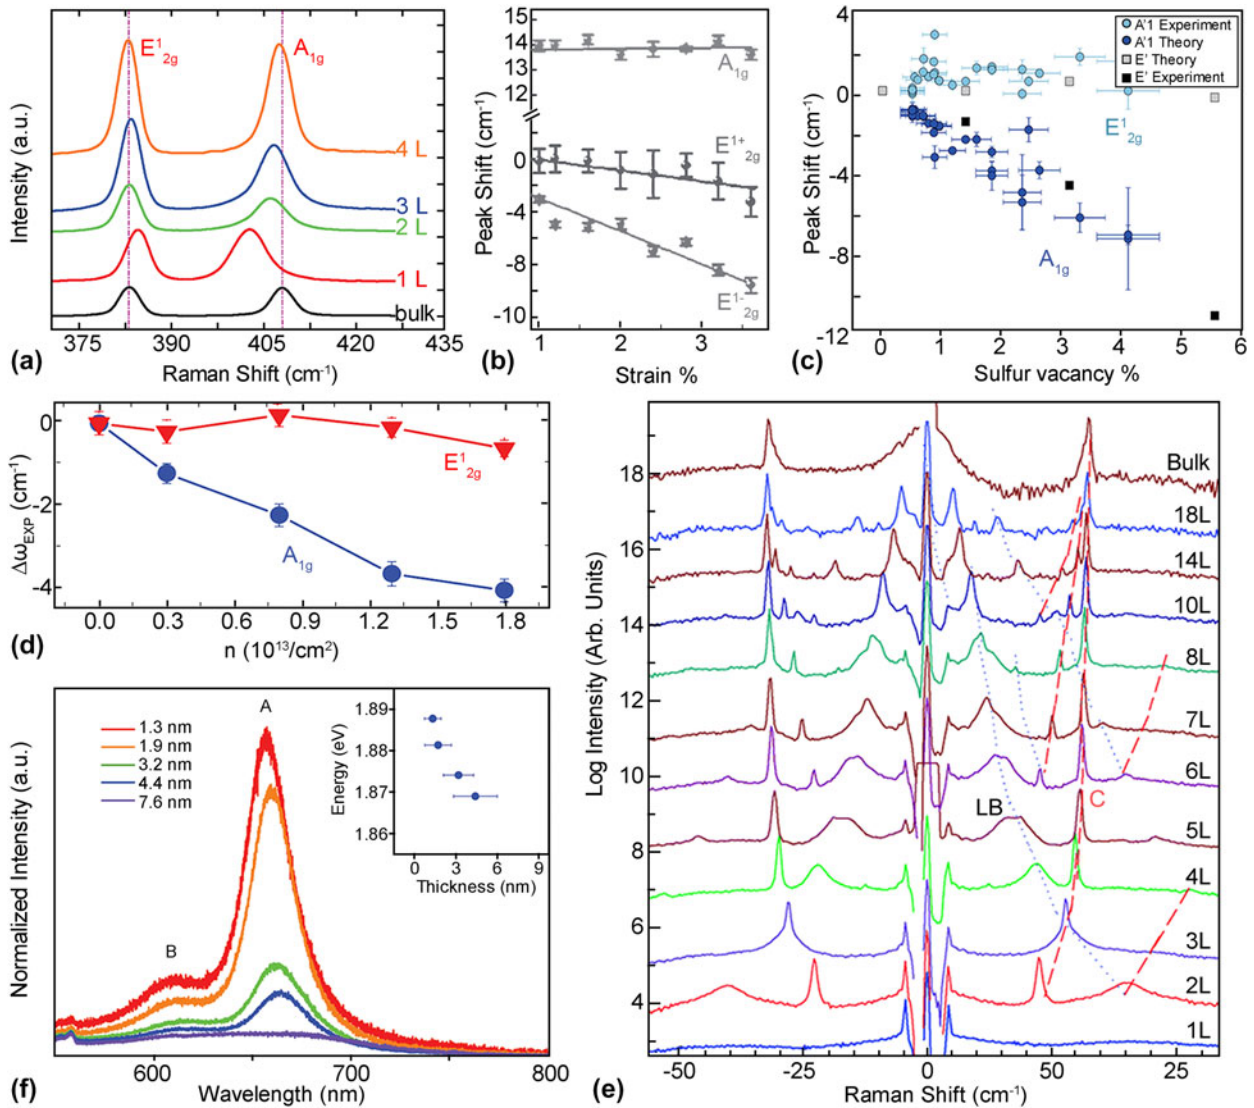 Intensity (a.u.)
E¹₂g
A₁g
4 L
3 L
2 L
1 L
bulk
375 390 405 420 435
Raman Shift (cm⁻¹)
(a)
Peak Shift (cm⁻¹)
15
14
13
12
0
-4
-6
-8
-10
A₁g
E¹⁺₂g
E¹⁻₂g
1 2 3
Strain %
(b)
Peak Shift (cm⁻¹)
4
0
-4
-8
-12
A'1 Experiment
A'1 Theory
E' Theory
E' Experiment
E¹₂g
A₁g
0 1 2 3 4 5 6
Sulfur vacancy %
(c)
Δω_EXP (cm⁻¹)
0
-2
-4
E¹₂g
A₁g
0.0 0.3 0.6 0.9 1.2 1.5 1.8
n (10¹³/cm²)
(d)
Normalized Intensity (a.u.)
1.3 nm
1.9 nm
3.2 nm
4.4 nm
7.6 nm
A
B
Energy (eV)
1.89
1.88
1.87
1.86
0 3 6 9
Thickness (nm)
600 700 800
Wavelength (nm)
(f)
Log Intensity (Arb. Units)
18
16
14
12
10
8
6
4
Bulk
18L
14L
10L
8L
7L
6L
5L
4L
3L
2L
1L
LB
C
-50 -25 0 50 25
Raman Shift (cm⁻¹)
(e)